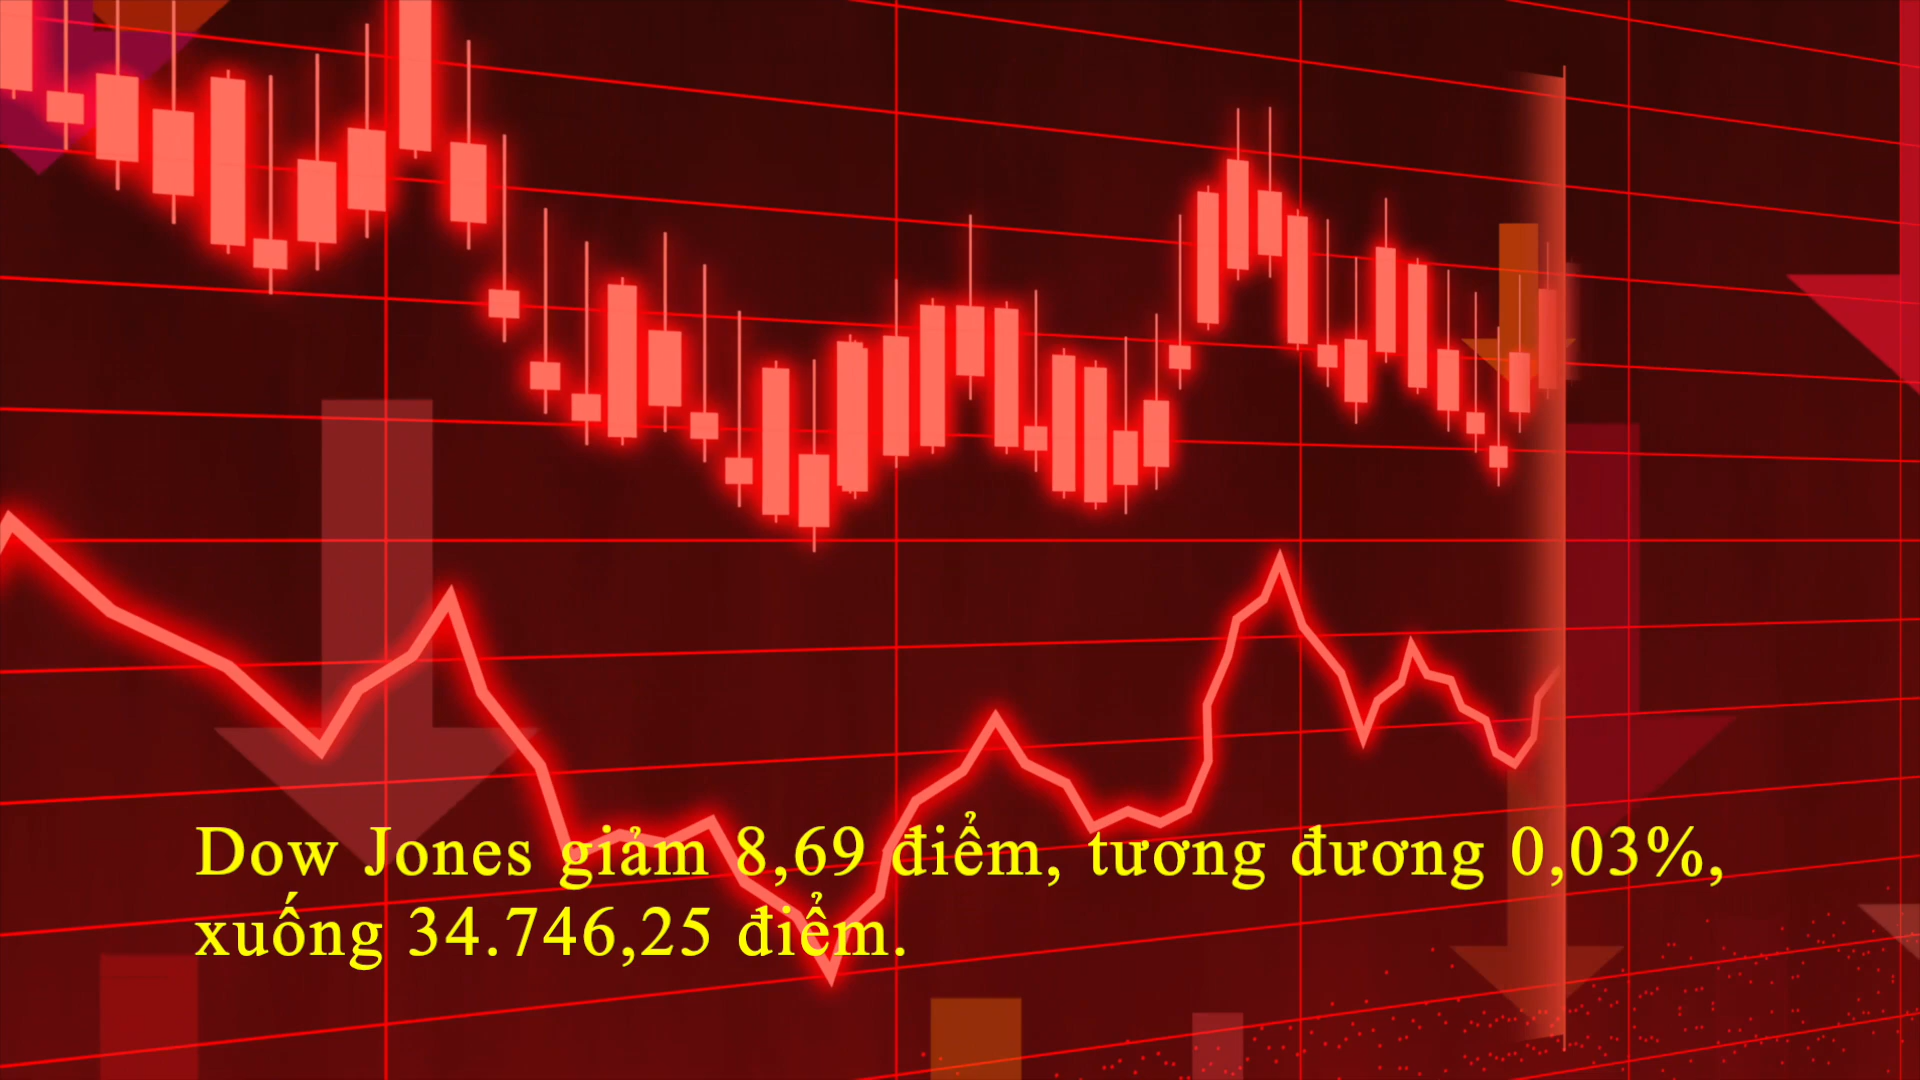 Dow Jones giảm 8,69 điểm, tương đương 0,03%,
xuống 34.746,25 điểm.